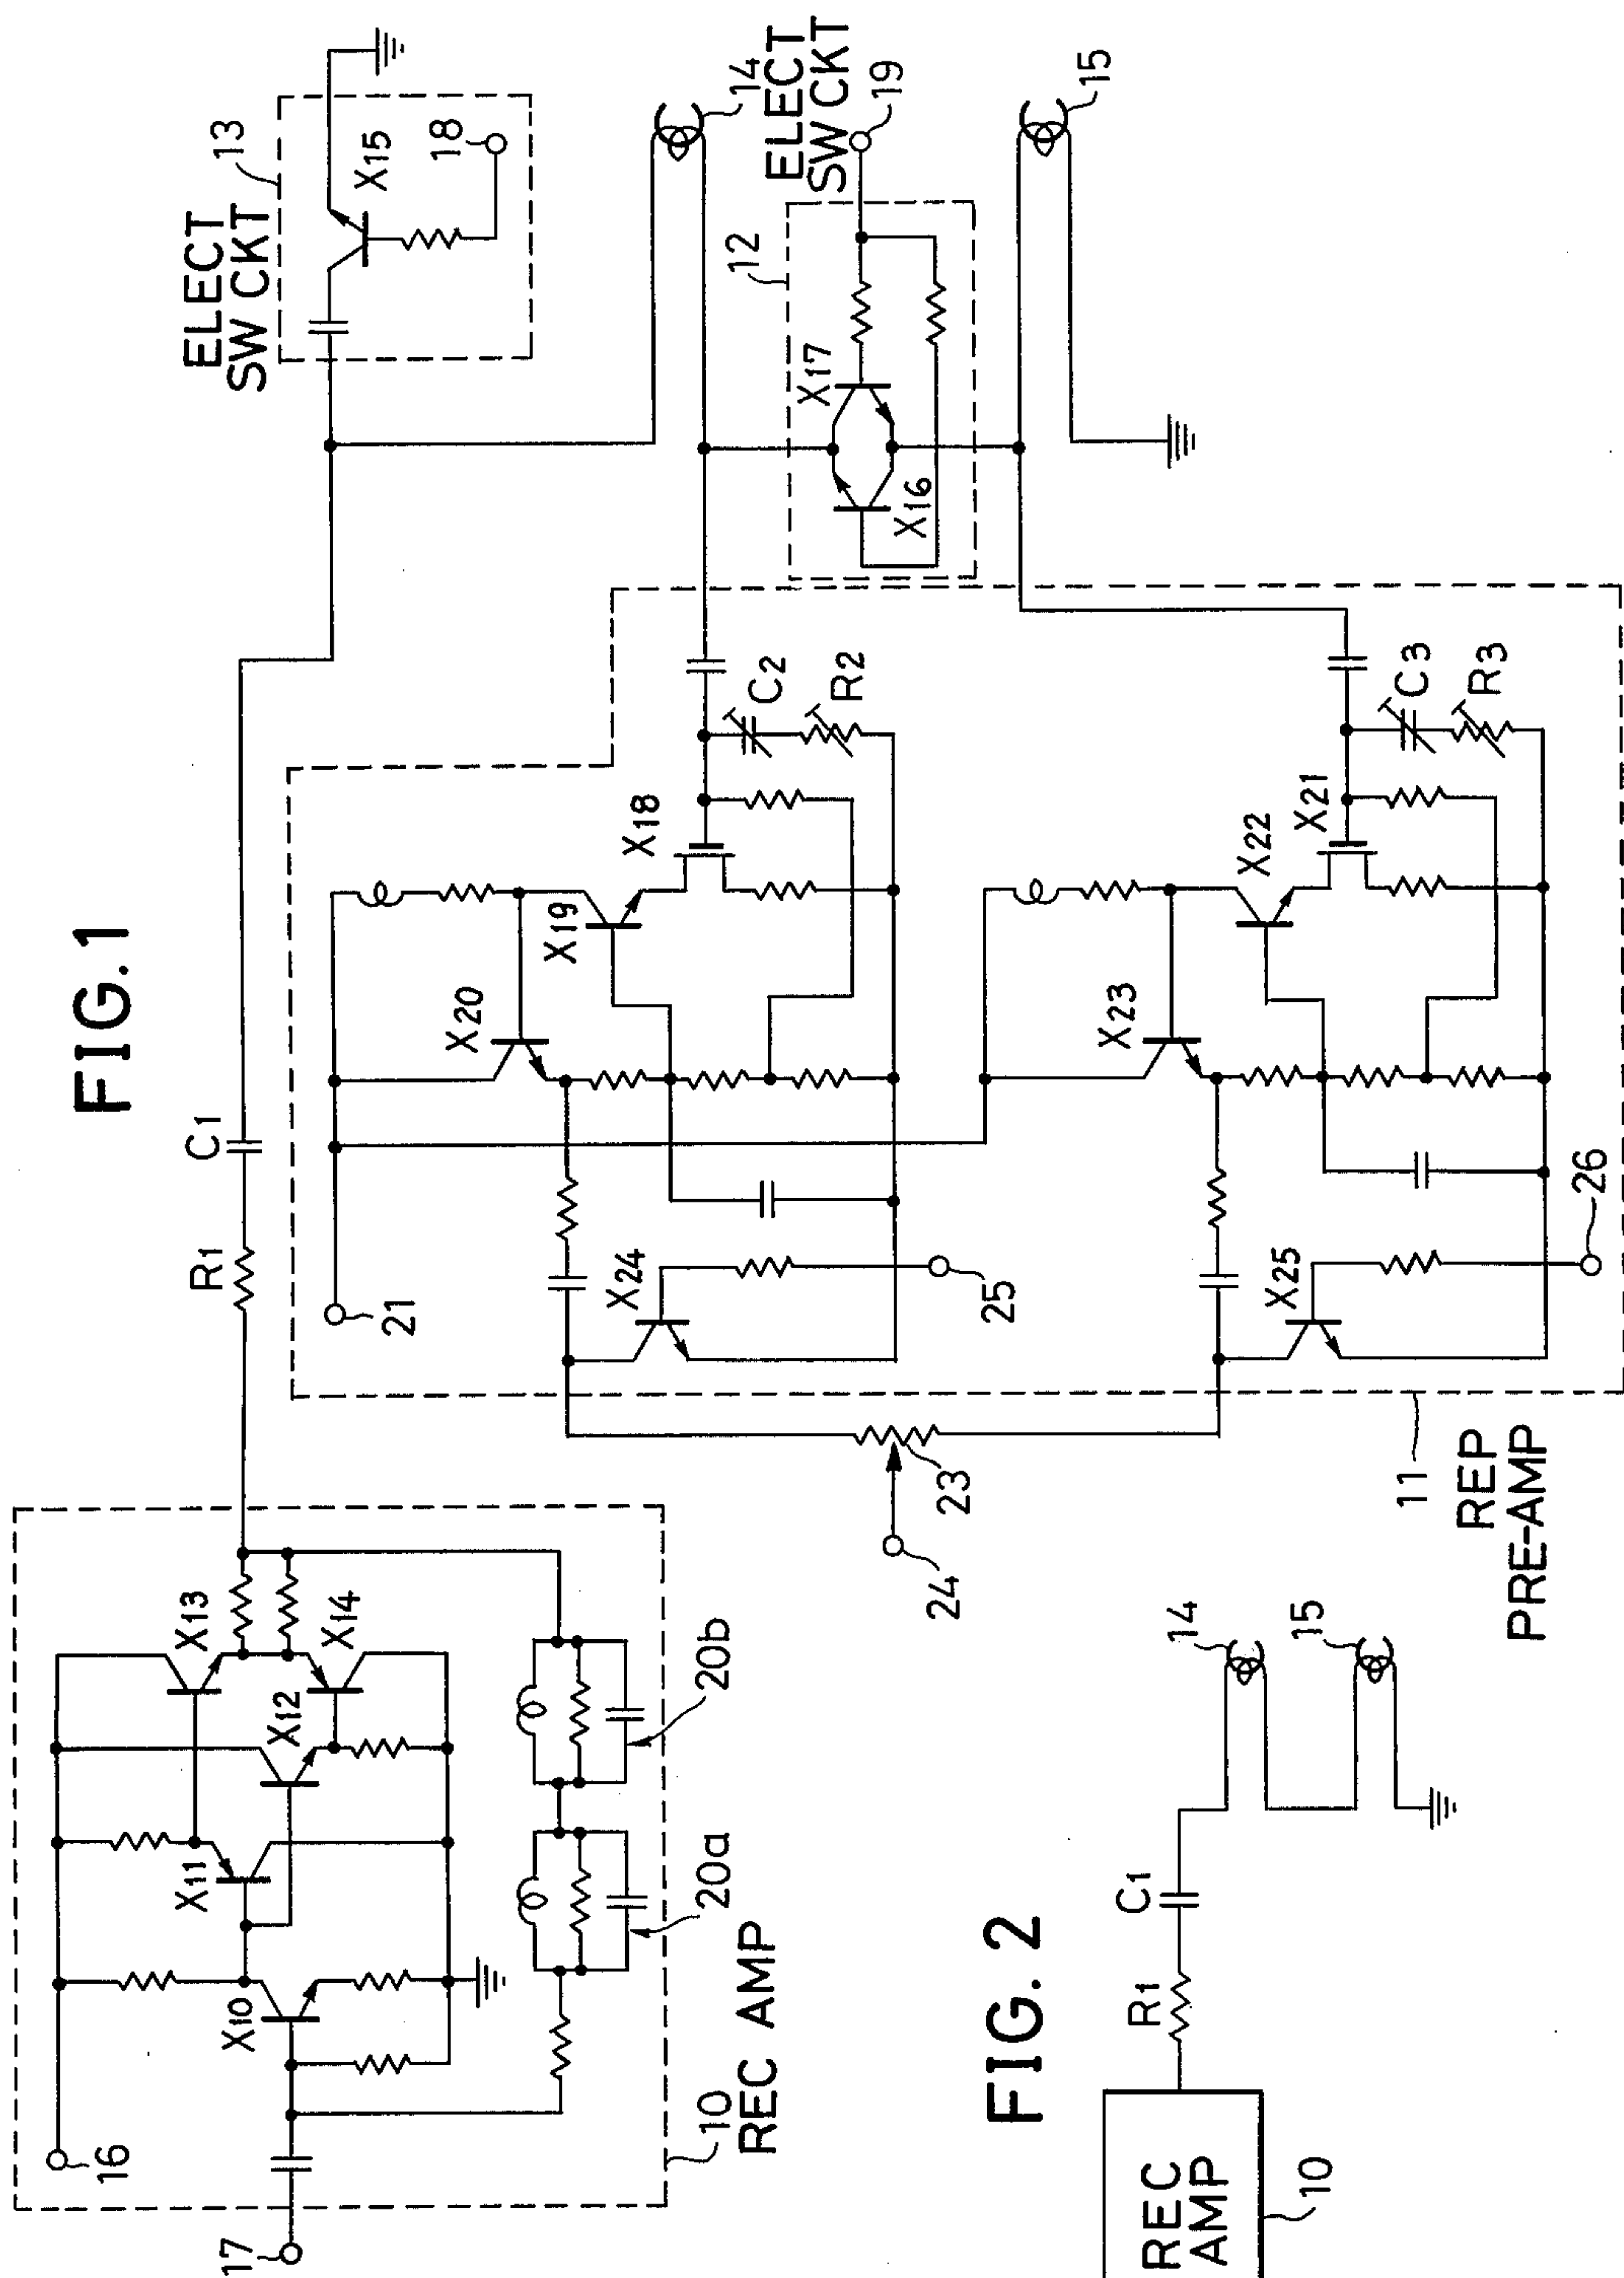 FIG.1
ELECT
SW CKT
13
X15
18
14
ELECT
SW CKT
19
12
X17
X16
15
C1
R1
21
X20
X19
X18
C2
R2
X24
25
X23
X22
X21
C3
R3
X25
26
11
REP
PRE-AMP
23
24
X13
X14
X12
X11
X10
16
17
20b
20a
10
REC AMP
FIG. 2
REC
AMP
10
R1
C1
14
15